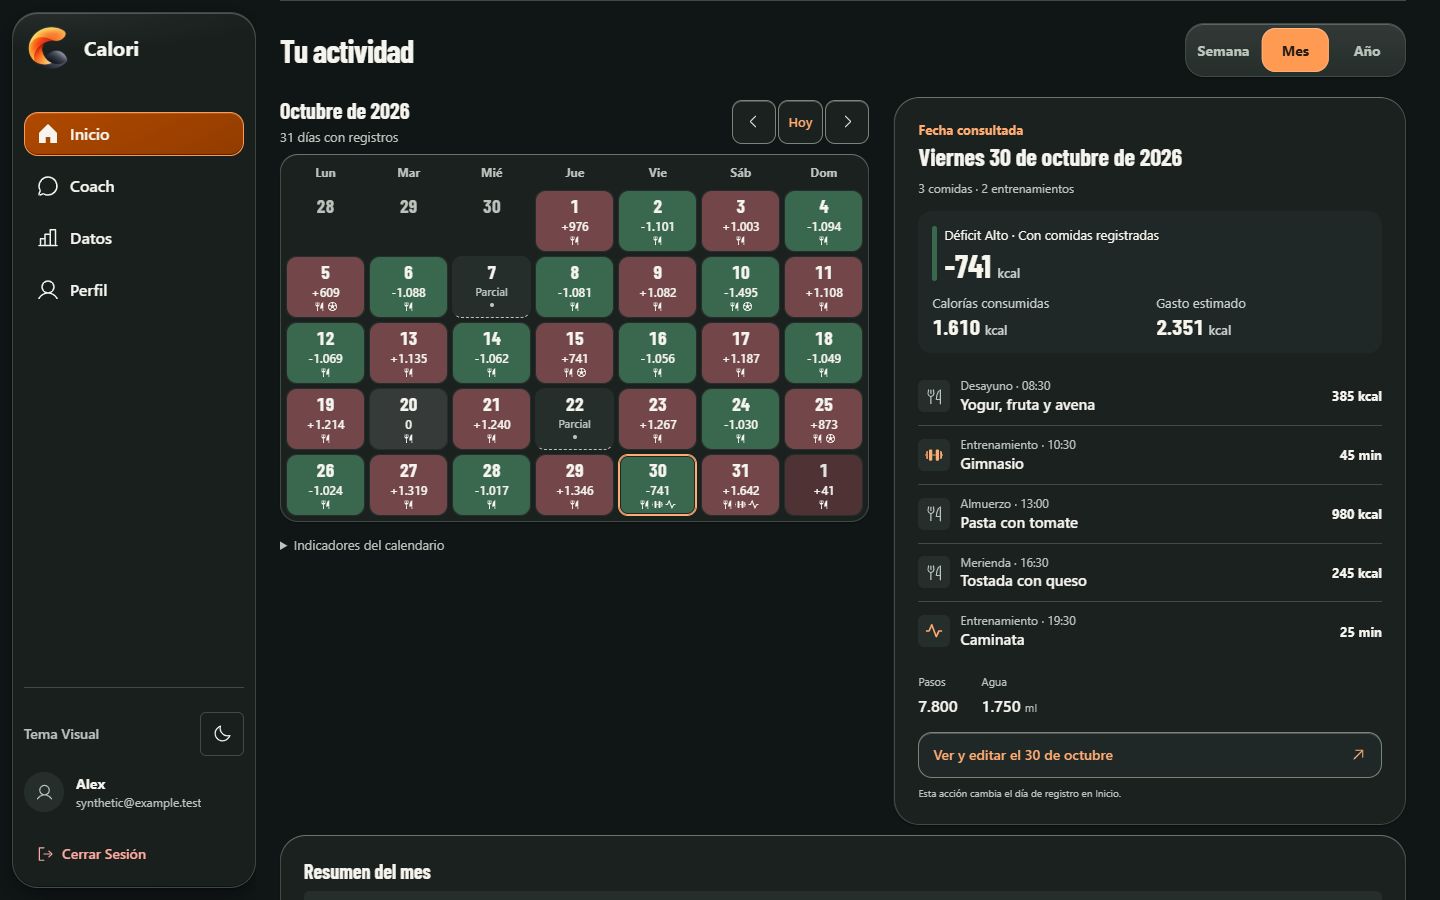 Calori
Inicio
Coach
Datos
Perfil
Tema Visual
Alex
synthetic@example.test
Cerrar Sesión
Tu actividad
Semana Mes Año
Octubre de 2026
31 días con registros
Hoy
Lun Mar Mié Jue Vie Sáb Dom
28 29 30 1 2 3 4
+976 -1.101 +1.003 -1.094
5 6 7 8 9 10 11
+609 -1.088 Parcial -1.081 +1.082 -1.495 +1.108
12 13 14 15 16 17 18
-1.069 +1.135 -1.062 +741 -1.056 +1.187 -1.049
19 20 21 22 23 24 25
+1.214 0 +1.240 Parcial +1.267 -1.030 +873
26 27 28 29 30 31 1
-1.024 +1.319 -1.017 +1.346 -741 +1.642 +41
Indicadores del calendario
Fecha consultada
Viernes 30 de octubre de 2026
3 comidas · 2 entrenamientos
Déficit Alto · Con comidas registradas
-741 kcal
Calorías consumidas Gasto estimado
1.610 kcal 2.351 kcal
Desayuno · 08:30
Yogur, fruta y avena 385 kcal
Entrenamiento · 10:30
Gimnasio 45 min
Almuerzo · 13:00
Pasta con tomate 980 kcal
Merienda · 16:30
Tostada con queso 245 kcal
Entrenamiento · 19:30
Caminata 25 min
Pasos Agua
7.800 1.750 ml
Ver y editar el 30 de octubre
Esta acción cambia el día de registro en Inicio.
Resumen del mes